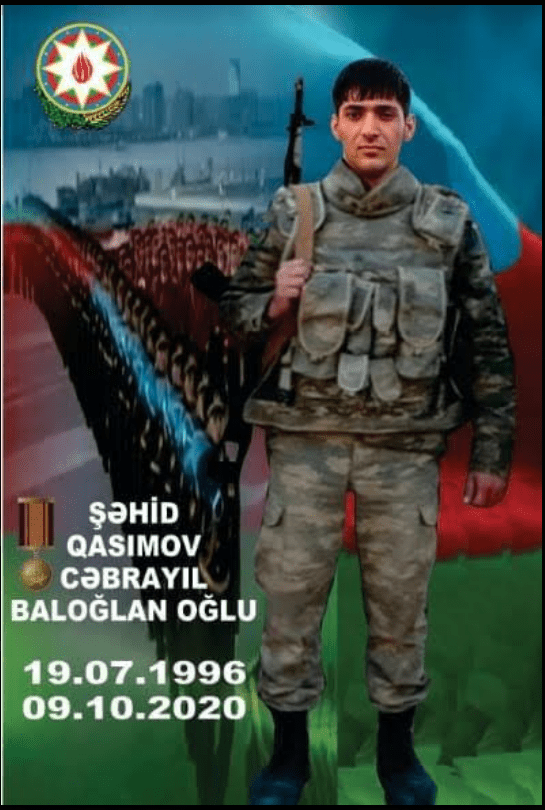 ŞƏHİD
QASIMOV
CƏBRAYIL
BALOĞLAN OĞLU
19.07.1996
09.10.2020